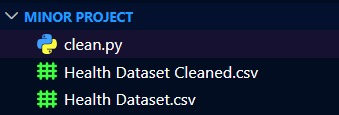 MINOR PROJECT
clean.py
Health Dataset Cleaned.csv
Health Dataset.csv